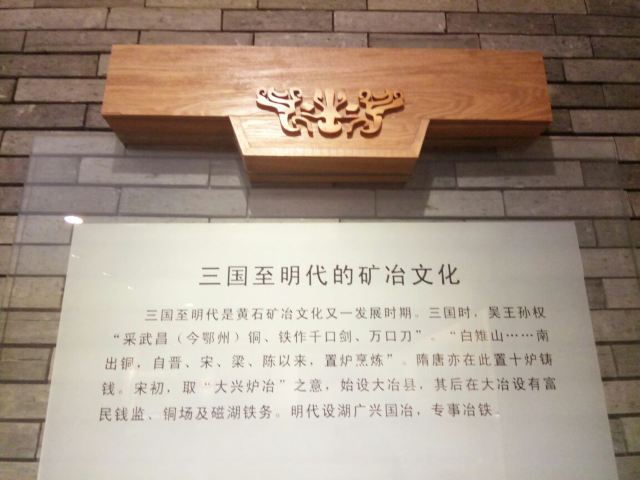 三国至明代的矿冶文化
三国至明代是黄石矿冶文化又一发展时期。三国时，吴王孙权
“采武昌（今鄂州）铜、铁作千口剑、万口刀”。“白雉山……南
出铜，自晋、宋、梁、陈以来，置炉烹炼”。隋唐亦在此置十炉铸
钱。宋初，取“大兴炉冶”之意，始设大冶县，其后在大冶设有富
民钱监、铜场及磁湖铁务。明代设湖广兴国冶，专事冶铁。